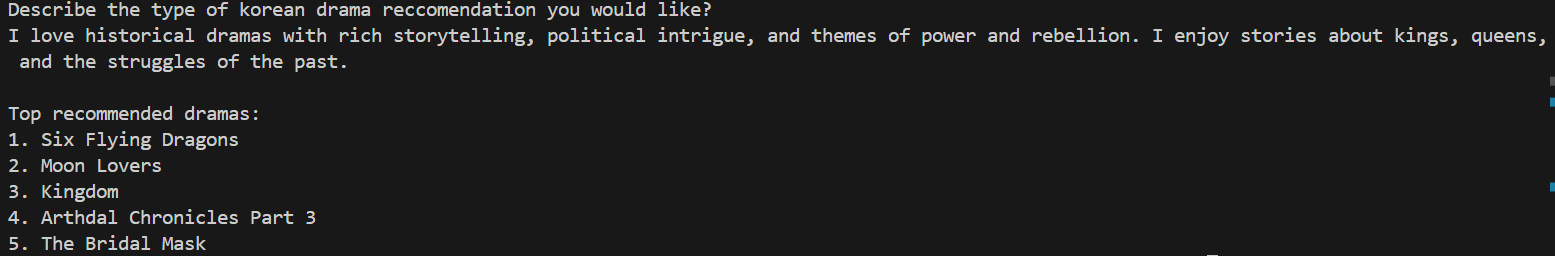 Describe the type of korean drama reccomendation you would like?
I love historical dramas with rich storytelling, political intrigue, and themes of power and rebellion. I enjoy stories about kings, queens,
and the struggles of the past.
Top recommended dramas:
1. Six Flying Dragons
2. Moon Lovers
3. Kingdom
4. Arthdal Chronicles Part 3
5. The Bridal Mask